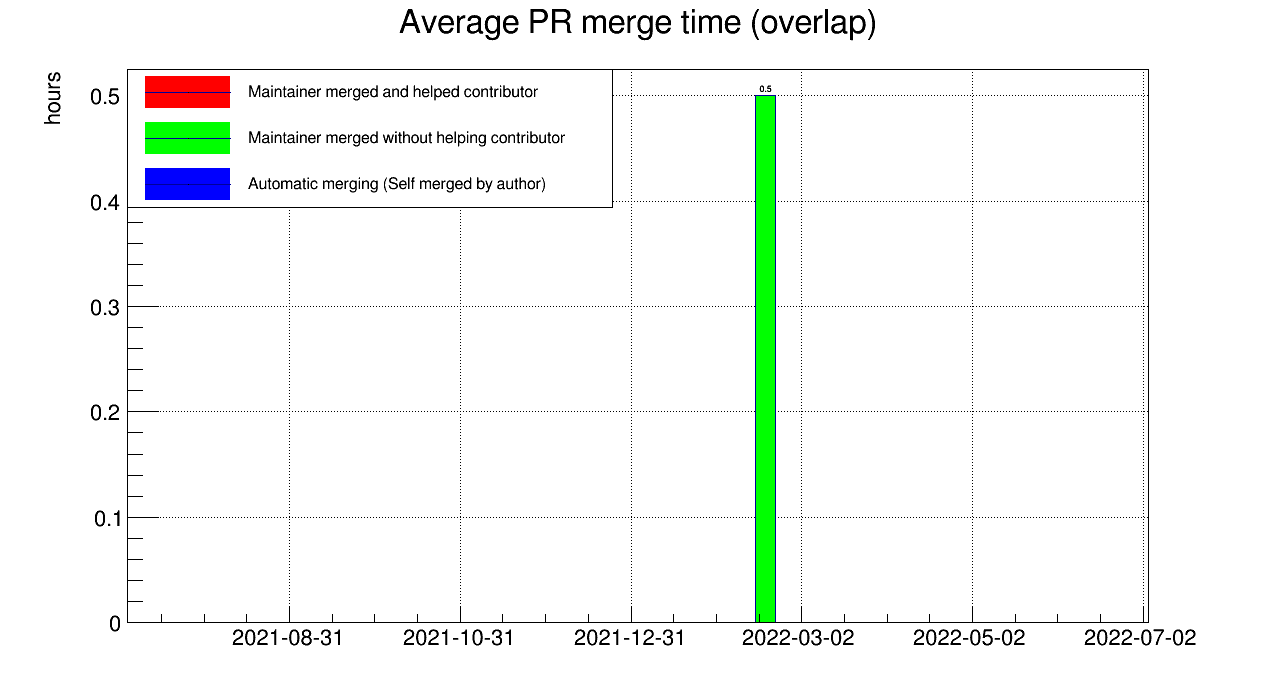 Average PR merge time (overlap)
hours
Maintainer merged and helped contributor
Maintainer merged without helping contributor
Automatic merging (Self merged by author)
0.5
0.5
0.4
0.3
0.2
0.1
0
2021-08-31 2021-10-31 2021-12-31 2022-03-02 2022-05-02 2022-07-02